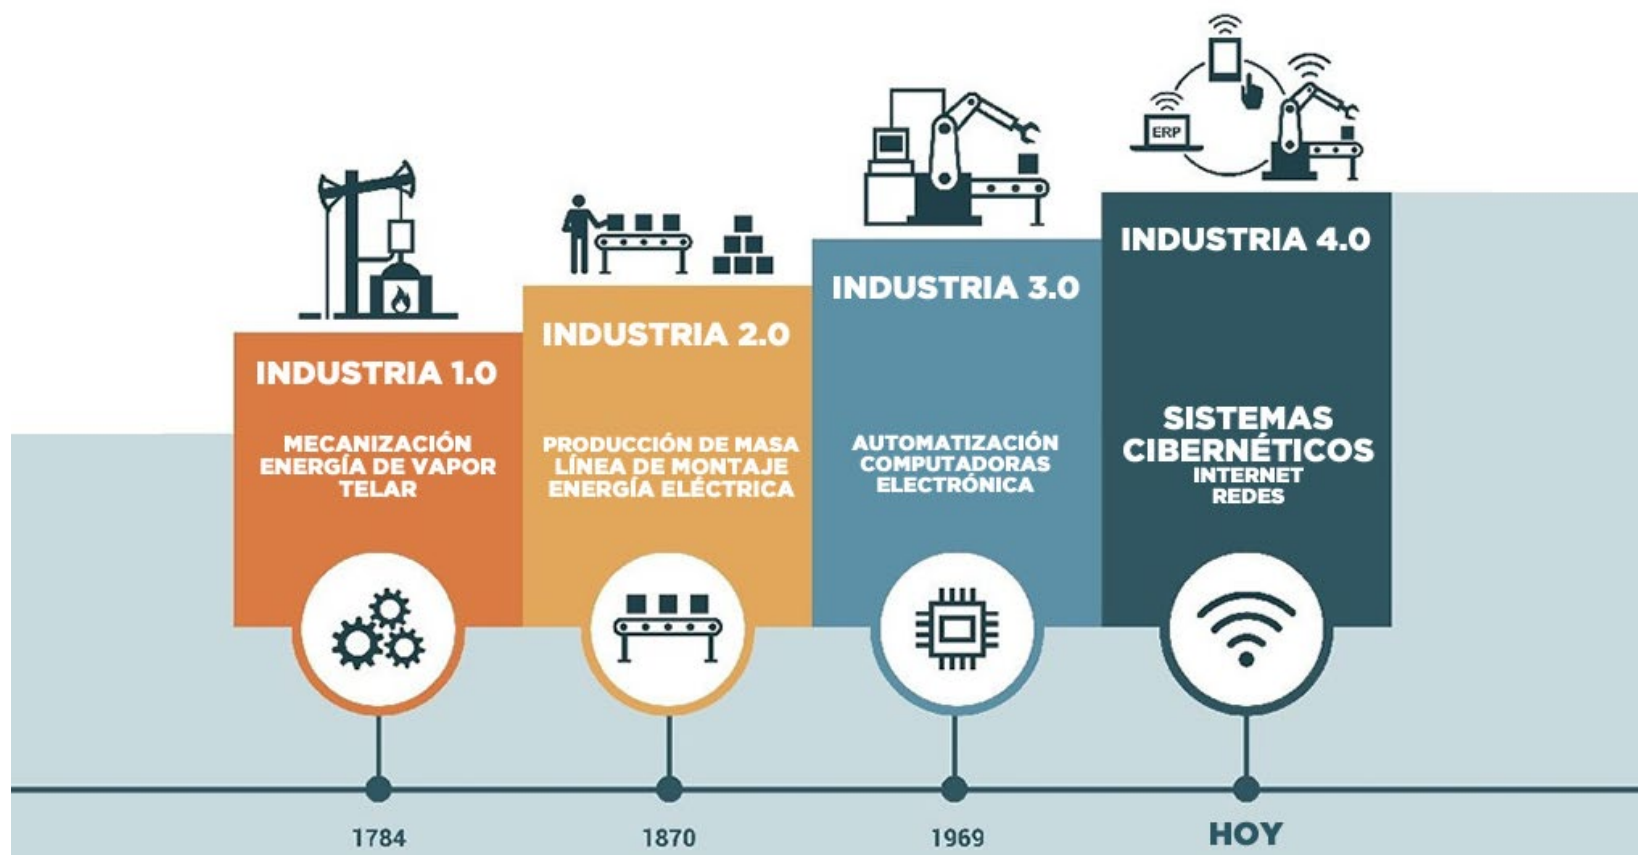 ERP
INDUSTRIA 1.0
MECANIZACIÓN
ENERGÍA DE VAPOR
TELAR
INDUSTRIA 2.0
PRODUCCIÓN DE MASA
LÍNEA DE MONTAJE
ENERGÍA ELÉCTRICA
INDUSTRIA 3.0
AUTOMATIZACIÓN
COMPUTADORAS
ELECTRÓNICA
INDUSTRIA 4.0
SISTEMAS
CIBERNÉTICOS
INTERNET
REDES
1784
1870
1969
HOY